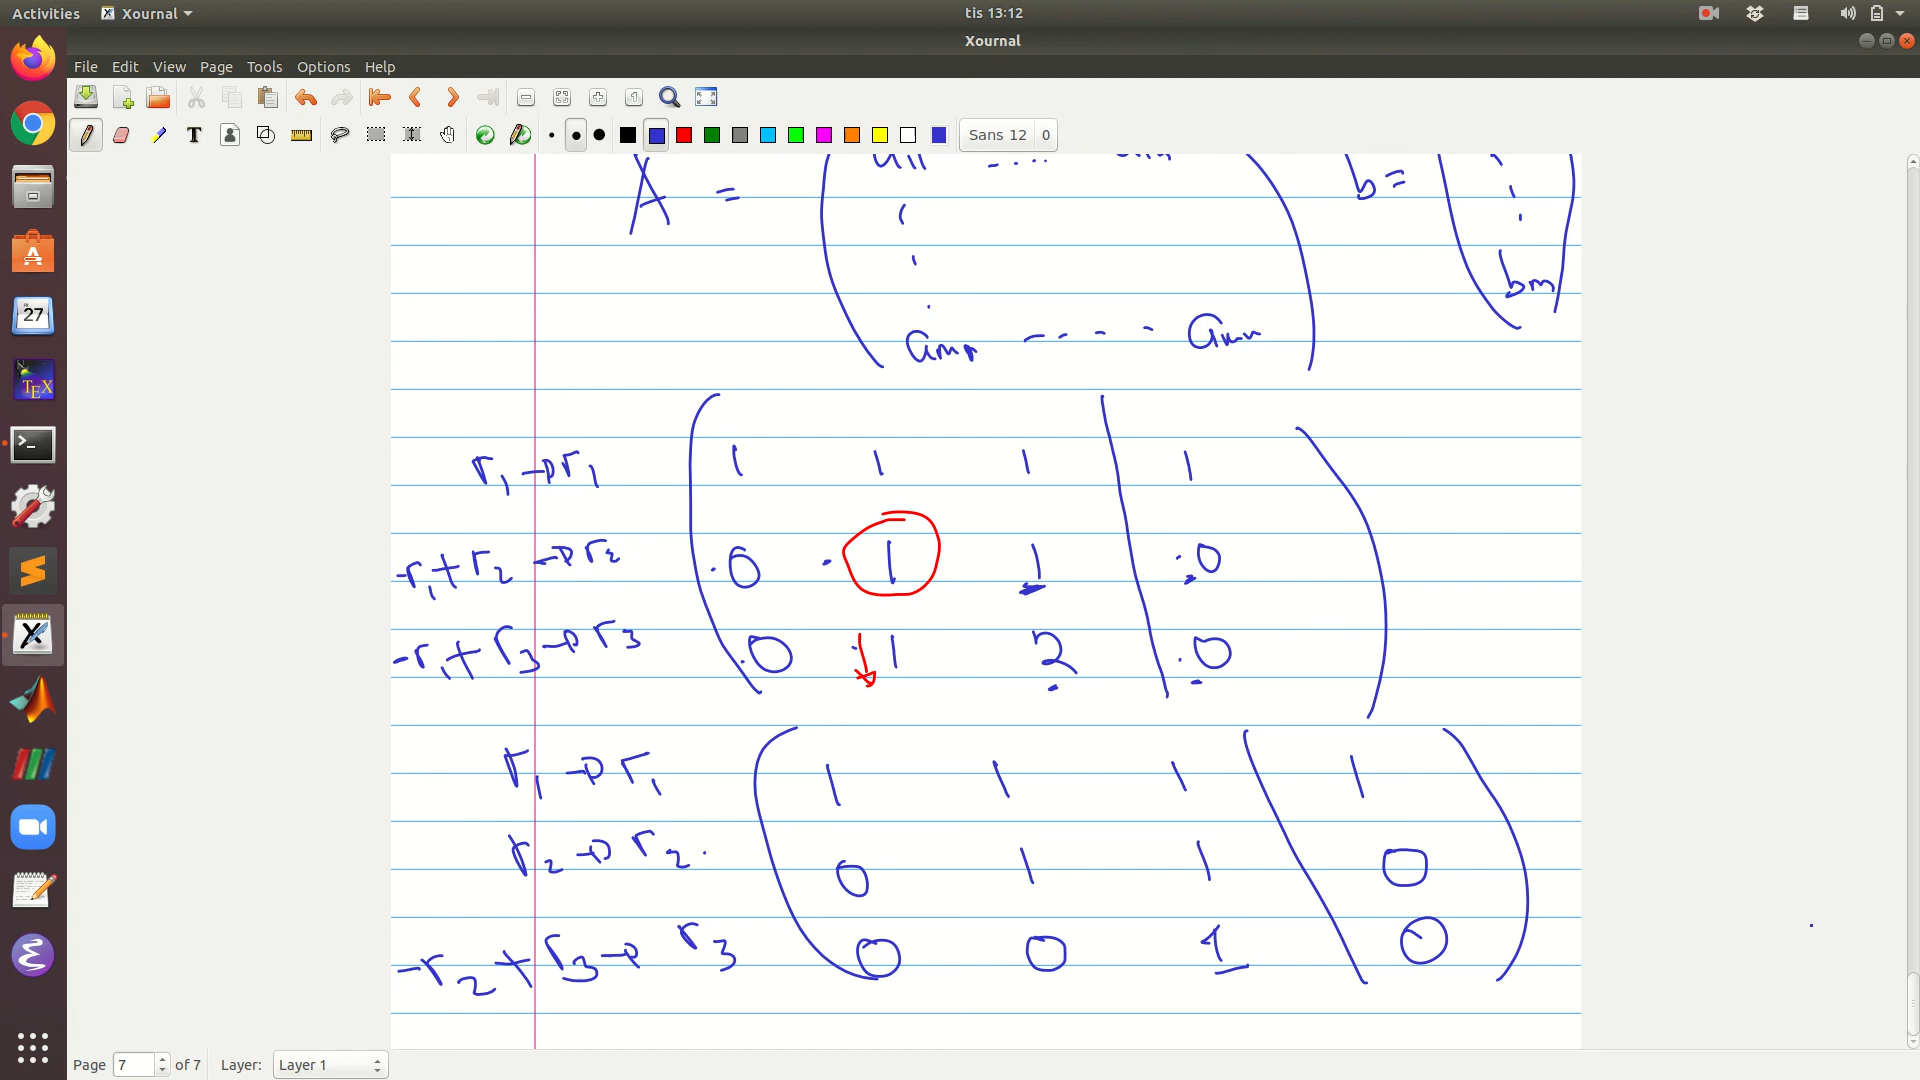 Activities Xournal tis 13:12
Xournal
File Edit View Page Tools Options Help
T Sans 12 0
27
TEX
A = a11 .... b =
bm
am1 ---- amn
r1 → r1 1 1 1 1
-r1 + r2 → r2 0 1 1 0
-r1 + r3 → r3 0 1 2 0
r1 → r1 1 1 1 1
r2 → r2 0 1 1 0
-r2 + r3 → r3 0 0 1 0
Page 7 of 7 Layer: Layer 1